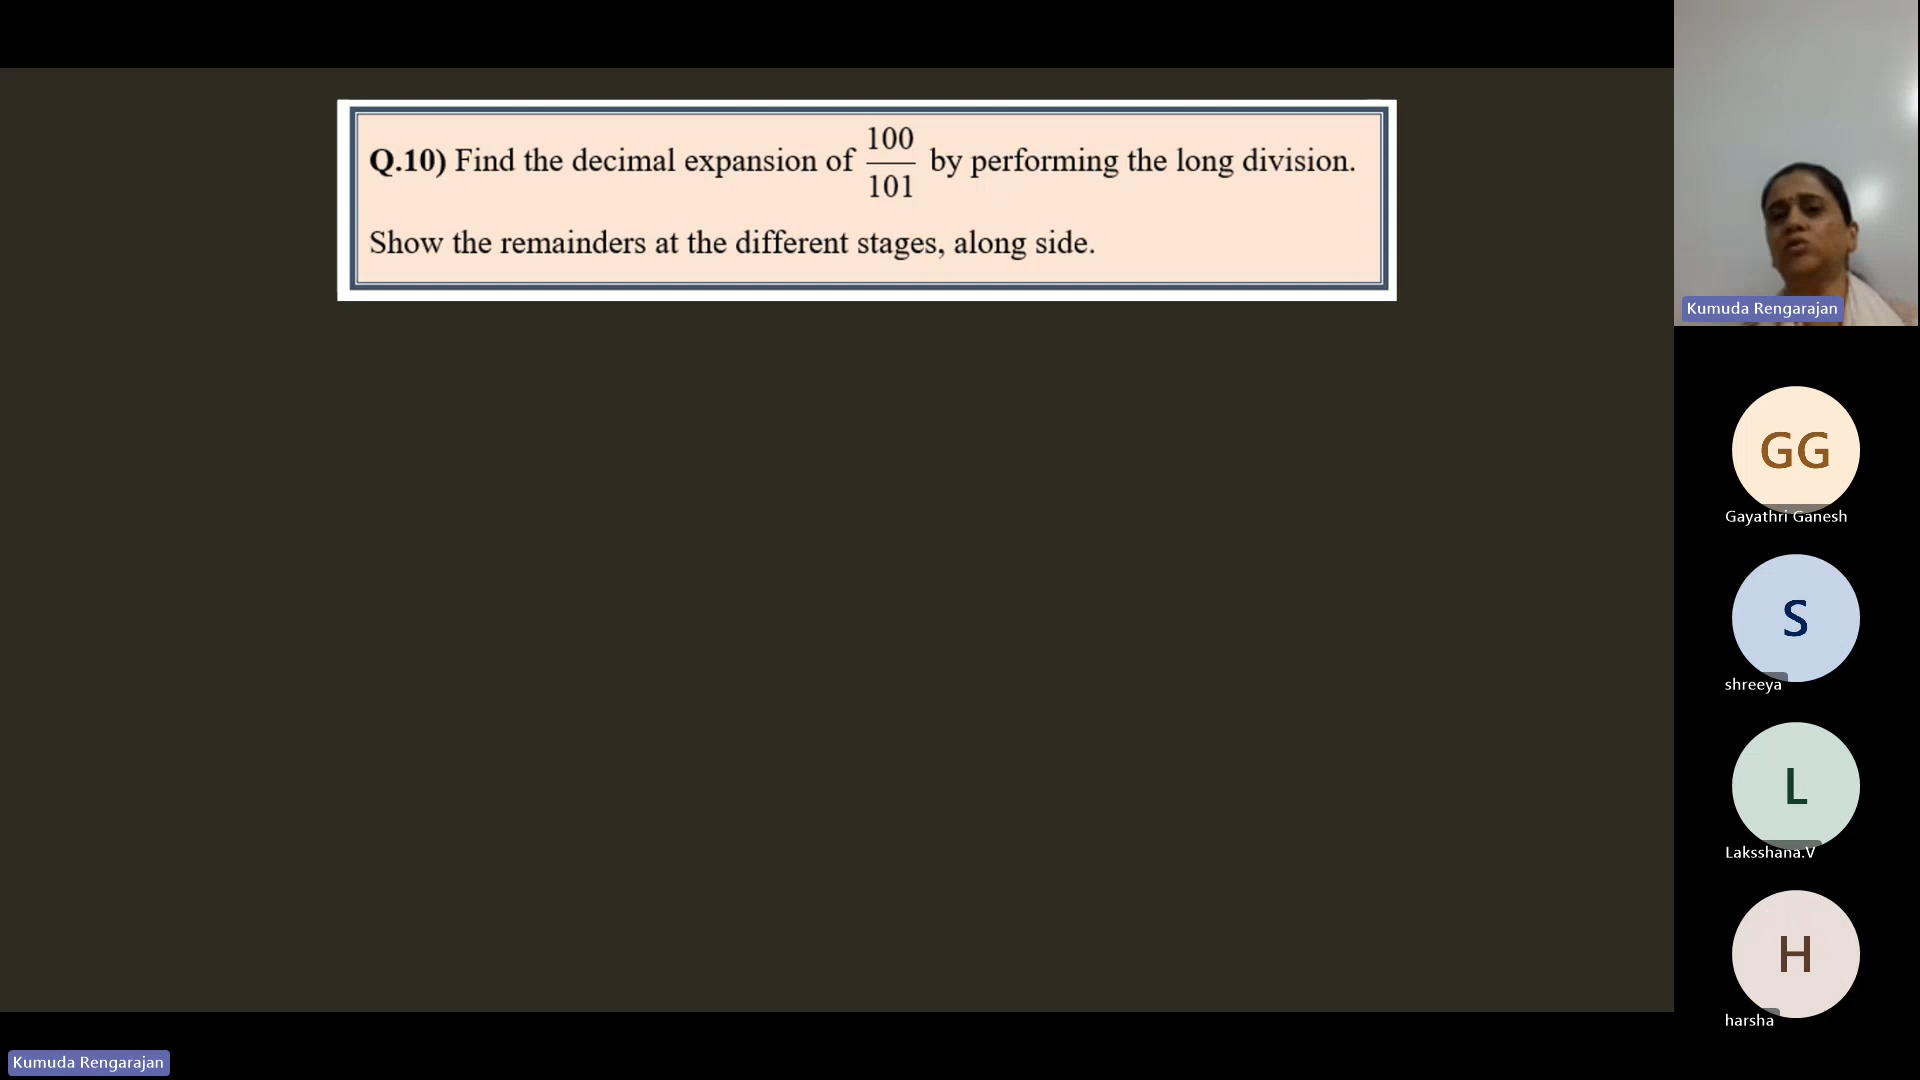 Q.10) Find the decimal expansion of 100/101 by performing the long division.
Show the remainders at the different stages, along side.
Kumuda Rengarajan
GG
Gayathri Ganesh
S
shreeya
L
Laksshana.V
H
harsha
Kumuda Rengarajan